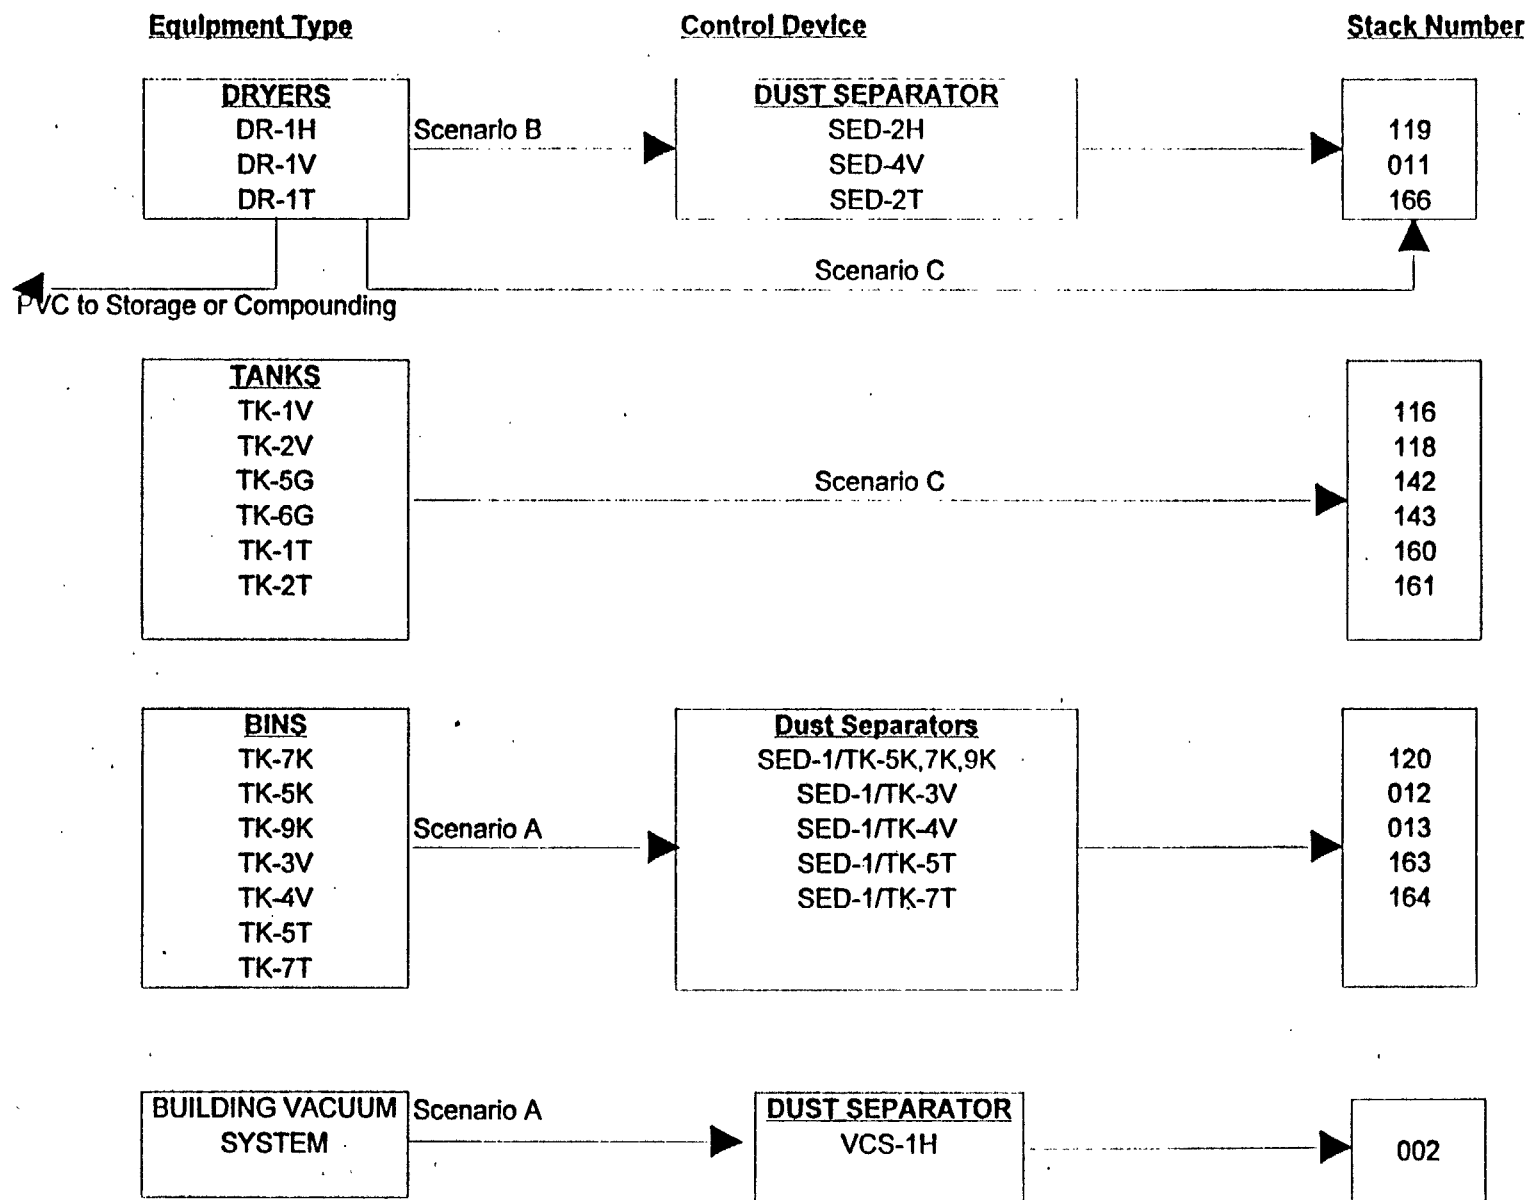 Equipment Type
Control Device
Stack Number
DRYERS
DR-1H
DR-1V
DR-1T
Scenario B
DUST SEPARATOR
SED-2H
SED-4V
SED-2T
119
011
166
Scenario C
PVC to Storage or Compounding
TANKS
TK-1V
TK-2V
TK-5G
TK-6G
TK-1T
TK-2T
Scenario C
116
118
142
143
160
161
BINS
TK-7K
TK-5K
TK-9K
TK-3V
TK-4V
TK-5T
TK-7T
Scenario A
Dust Separators
SED-1/TK-5K,7K,9K
SED-1/TK-3V
SED-1/TK-4V
SED-1/TK-5T
SED-1/TK-7T
120
012
013
163
164
BUILDING VACUUM
SYSTEM
Scenario A
DUST SEPARATOR
VCS-1H
002